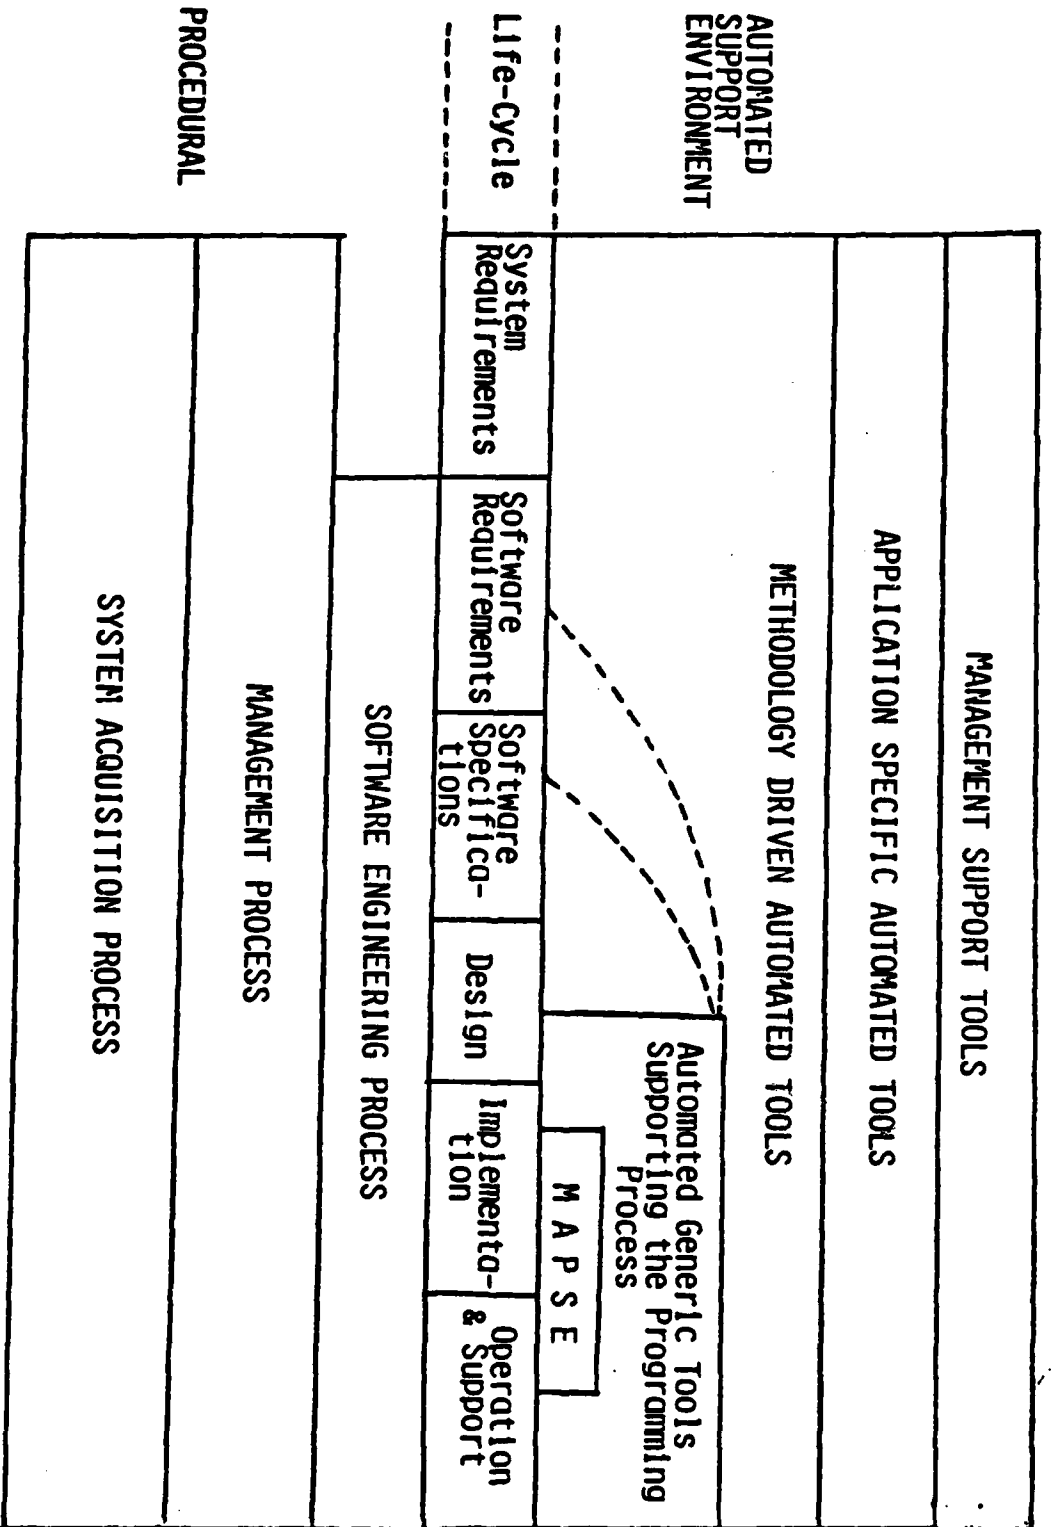 MANAGEMENT SUPPORT TOOLS
APPLICATION SPECIFIC AUTOMATED TOOLS
AUTOMATED
SUPPORT
ENVIRONMENT
METHODOLOGY DRIVEN AUTOMATED TOOLS
Automated Generic Tools
Supporting the Programming
Process
M A P S E
Life-Cycle
System
Requirements
Software
Requirements
Software
Specifica-
tions
Design
Implementa-
tion
Operation
& Support
SOFTWARE ENGINEERING PROCESS
PROCEDURAL
MANAGEMENT PROCESS
SYSTEM ACQUISITION PROCESS